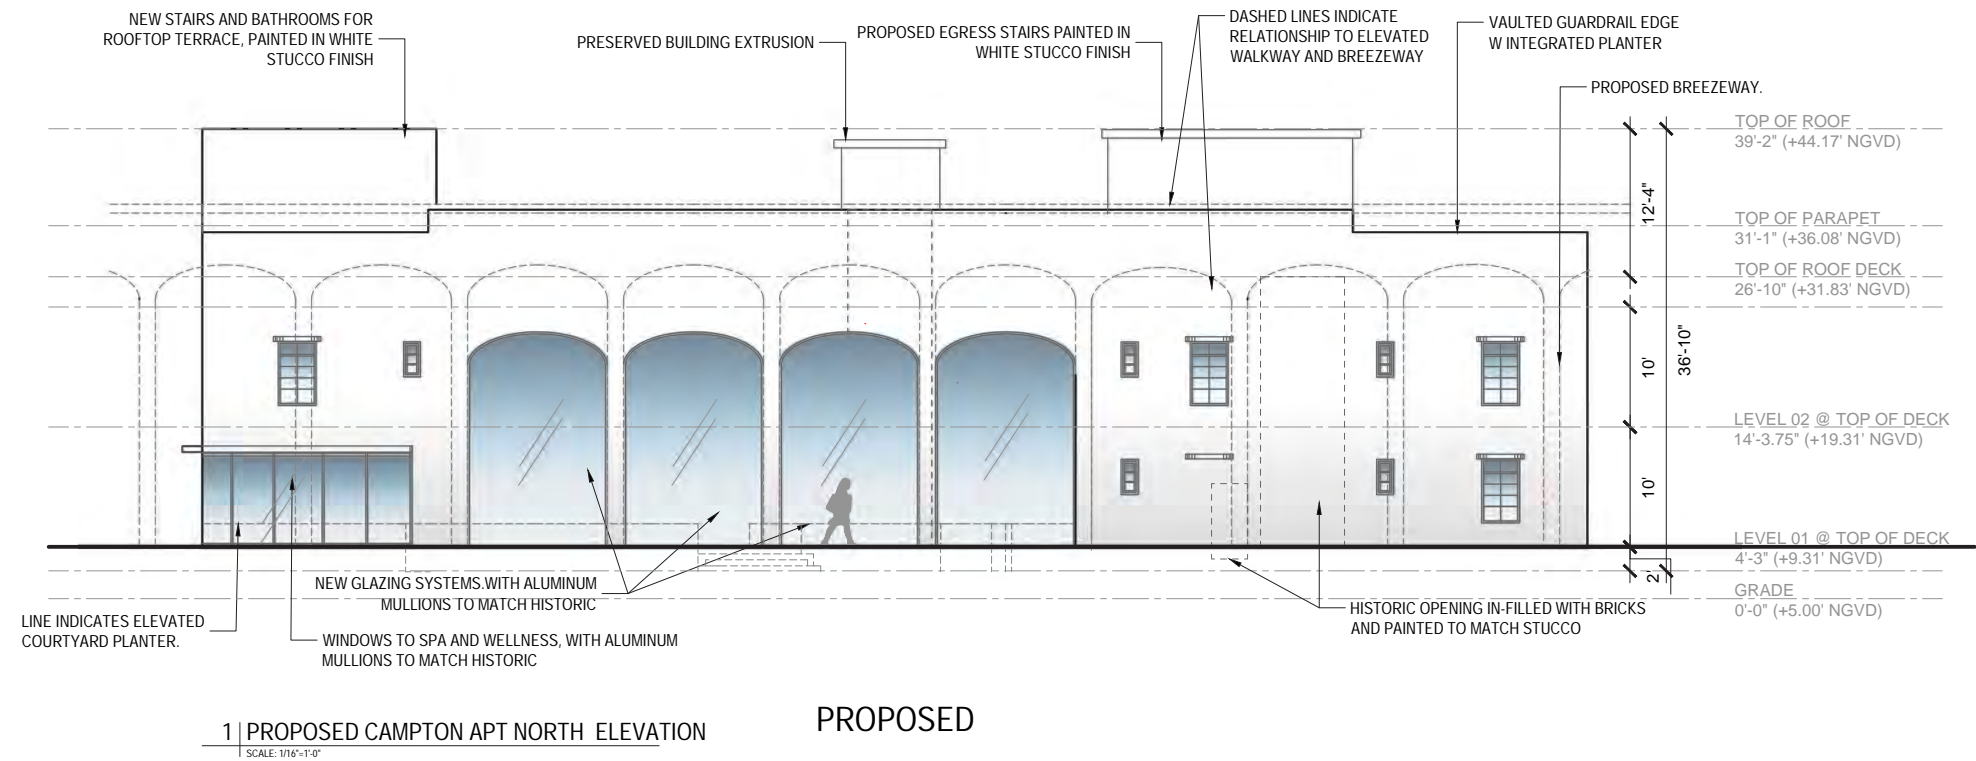 NEW STAIRS AND BATHROOMS FOR
ROOFTOP TERRACE, PAINTED IN WHITE
STUCCO FINISH
PRESERVED BUILDING EXTRUSION
PROPOSED EGRESS STAIRS PAINTED IN
WHITE STUCCO FINISH
DASHED LINES INDICATE
RELATIONSHIP TO ELEVATED
WALKWAY AND BREEZEWAY
VAULTED GUARDRAIL EDGE
W INTEGRATED PLANTER
PROPOSED BREEZEWAY.
TOP OF ROOF
39'-2" (+44.17' NGVD)
12'-4"
TOP OF PARAPET
31'-1" (+36.08' NGVD)
TOP OF ROOF DECK
26'-10" (+31.83' NGVD)
10'
36'-10"
LEVEL 02 @ TOP OF DECK
14'-3.75" (+19.31' NGVD)
10'
LEVEL 01 @ TOP OF DECK
4'-3" (+9.31' NGVD)
2'
GRADE
0'-0" (+5.00' NGVD)
NEW GLAZING SYSTEMS.WITH ALUMINUM
MULLIONS TO MATCH HISTORIC
HISTORIC OPENING IN-FILLED WITH BRICKS
AND PAINTED TO MATCH STUCCO
LINE INDICATES ELEVATED
COURTYARD PLANTER.
WINDOWS TO SPA AND WELLNESS, WITH ALUMINUM
MULLIONS TO MATCH HISTORIC
PROPOSED
1 PROPOSED CAMPTON APT NORTH ELEVATION
SCALE: 1/16"=1'-0"